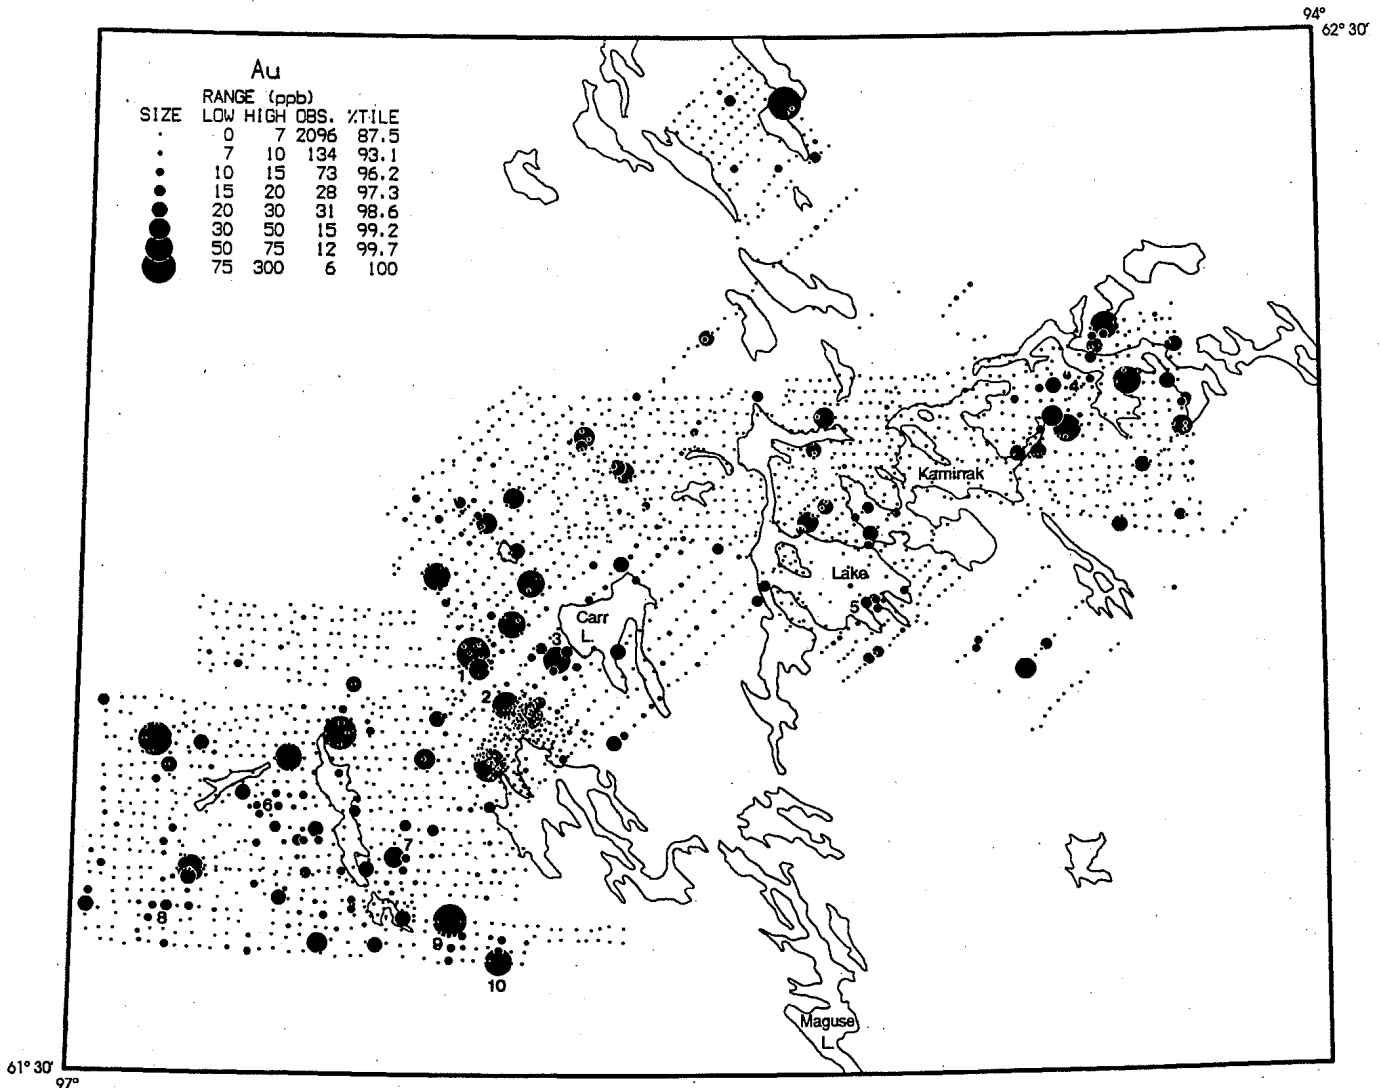 94°
62° 30'
Au
RANGE (ppb)
SIZE LOW HIGH OBS. %TILE
0 7 2096 87.5
7 10 134 93.1
10 15 73 96.2
15 20 28 97.3
20 30 31 98.6
30 50 15 99.2
50 75 12 99.7
75 300 6 100
4
Kaminak
Lake
5
Carr
L.
3
1
2
6
7
8
9
10
Maguse
L.
61° 30'
97°